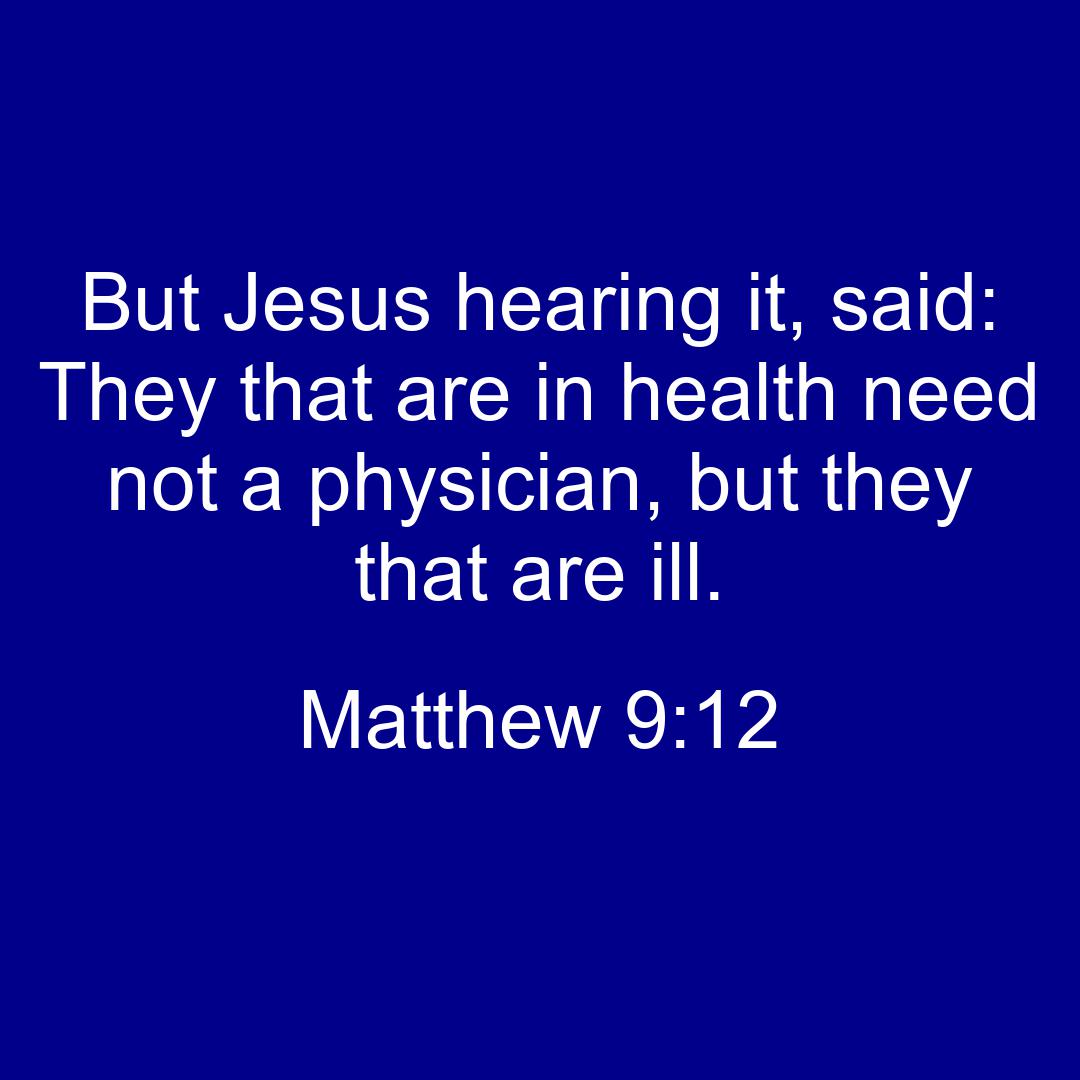 But Jesus hearing it, said:
They that are in health need
not a physician, but they
that are ill.
Matthew 9:12